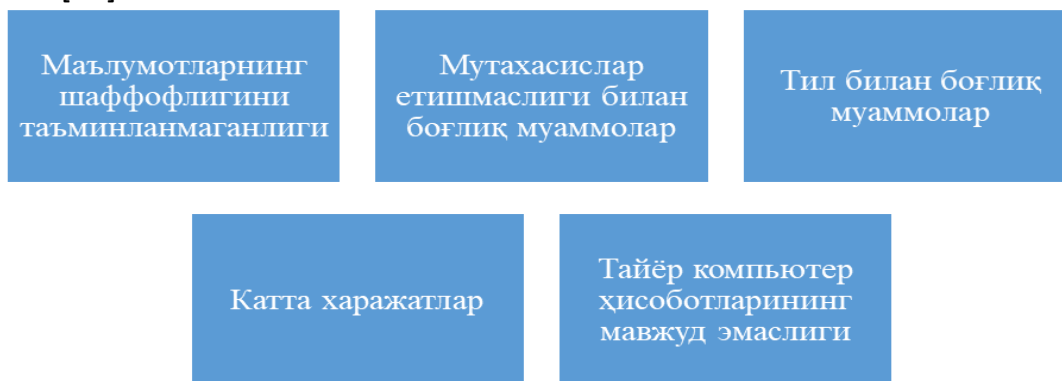 Маълумотларнинг
шаффофлигини
таъминланмаганлиги
Мутахасислар
етишмаслиги билан
боғлиқ муаммолар
Тил билан боғлиқ
муаммолар
Катта харажатлар
Тайёр компьютер
ҳисоботларининг
мавжуд эмаслиги